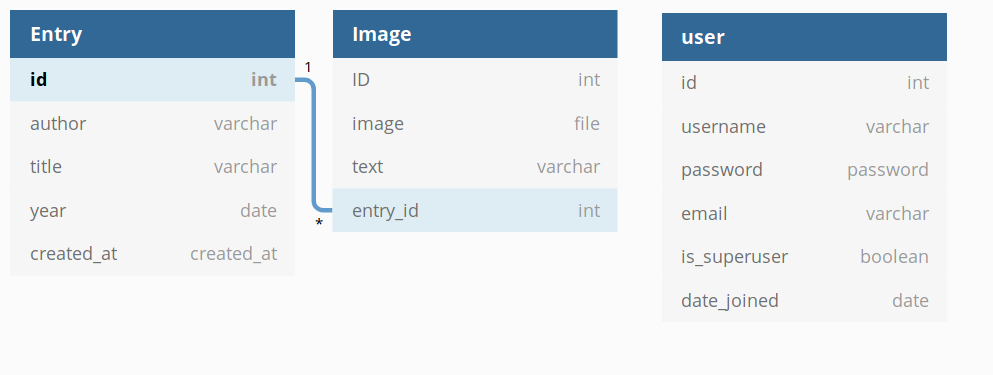 Entry
id int
author varchar
title varchar
year date
created_at created_at
1
*
Image
ID int
image file
text varchar
entry_id int
user
id int
username varchar
password password
email varchar
is_superuser boolean
date_joined date